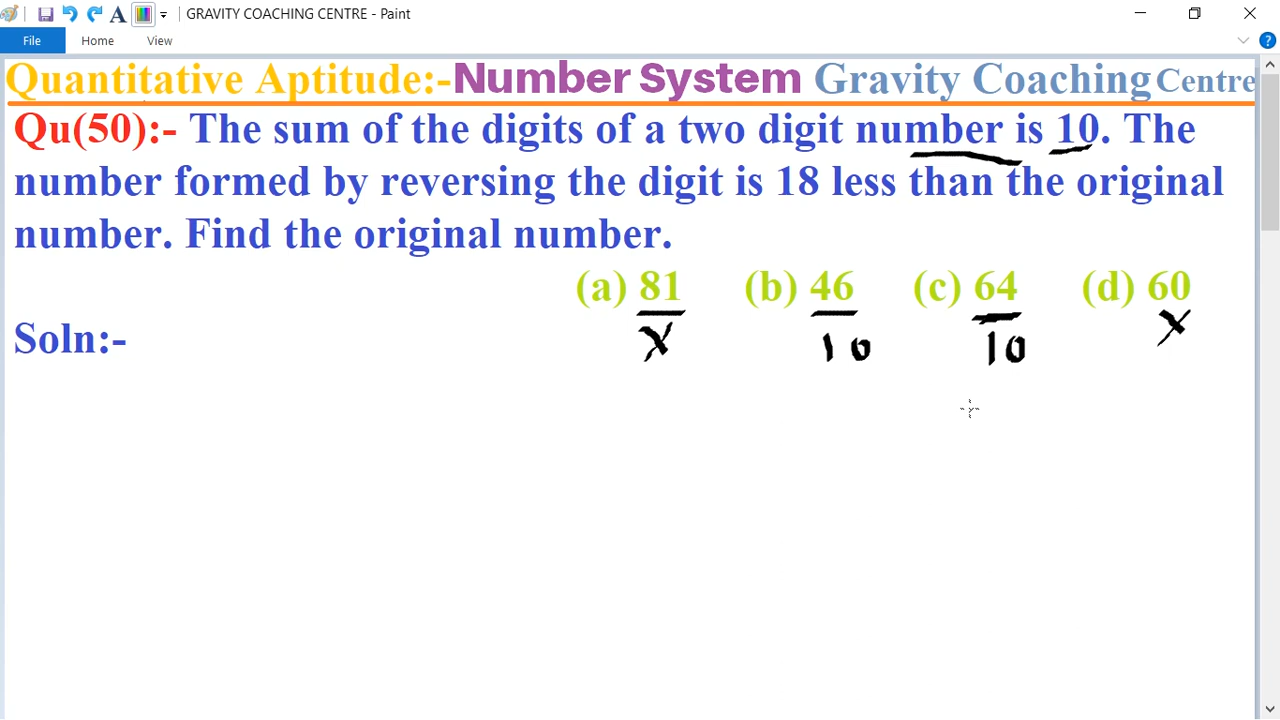 GRAVITY COACHING CENTRE - Paint
File Home View
Quantitative Aptitude:-Number System Gravity Coaching Centre
Qu(50):- The sum of the digits of a two digit number is 10. The
number formed by reversing the digit is 18 less than the original
number. Find the original number.
(a) 81 (b) 46 (c) 64 (d) 60
Soln:- x 10 10 x